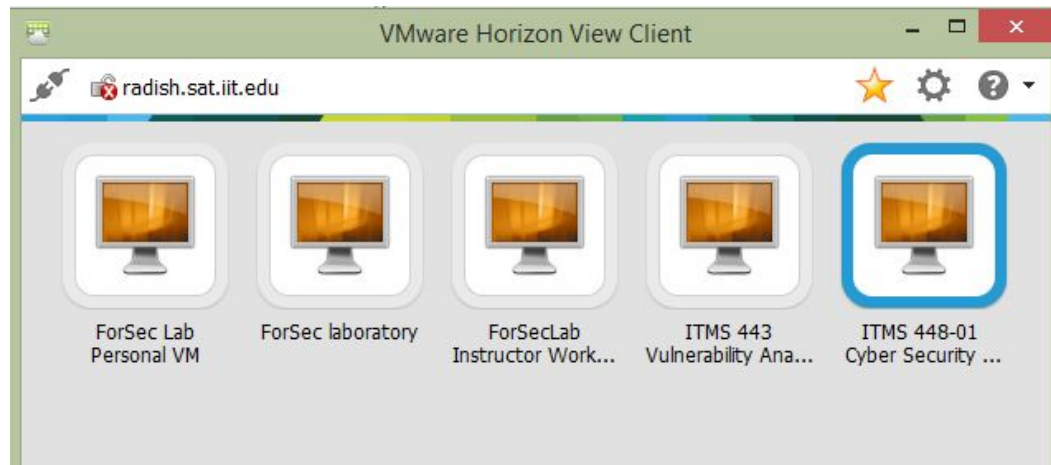 VMware Horizon View Client
radish.sat.iit.edu
ForSec Lab
Personal VM
ForSec laboratory
ForSecLab
Instructor Work...
ITMS 443
Vulnerability Ana...
ITMS 448-01
Cyber Security ...